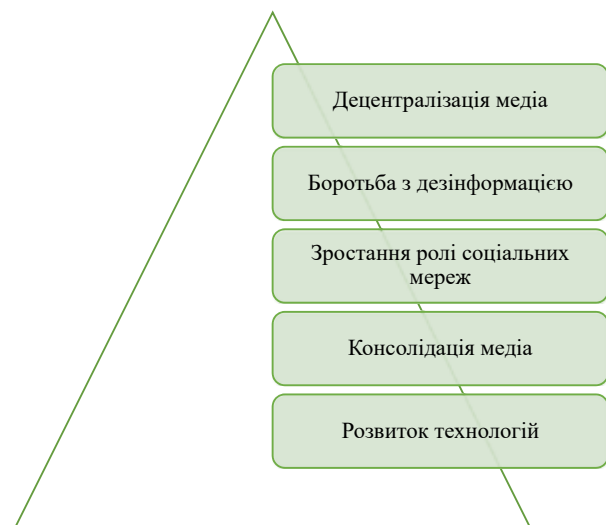 Децентралізація медіа
Боротьба з дезінформацією
Зростання ролі соціальних
мереж
Консолідація медіа
Розвиток технологій